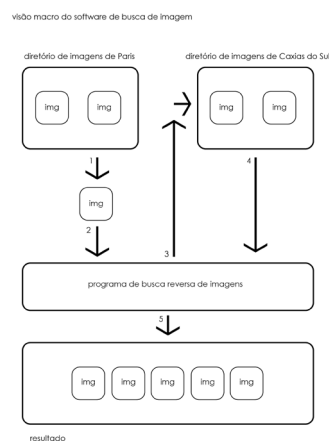 visão macro do software de busca de imagem
diretório de imagens de Paris
diretório de imagens de Caxias do Sul
img
img
img
img
1
4
img
2
3
programa de busca reversa de imagens
5
img
img
img
img
img
resultado